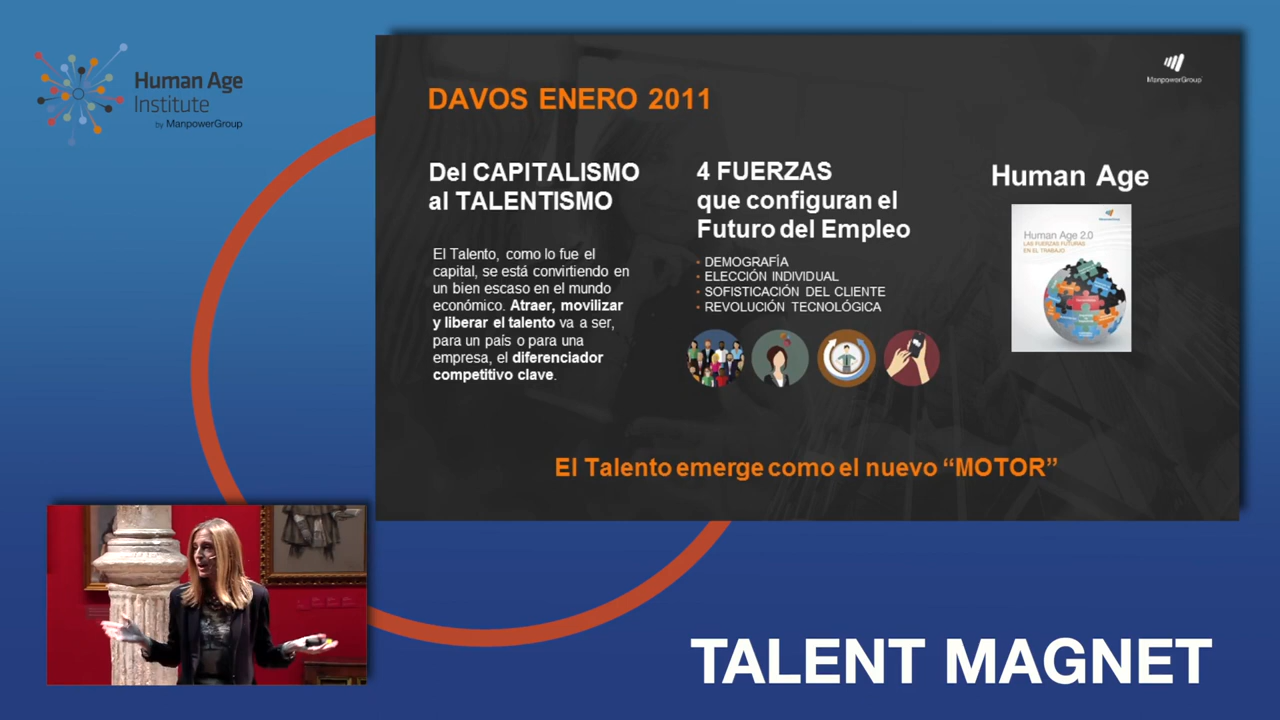 Human Age
Institute
by ManpowerGroup
ManpowerGroup
DAVOS ENERO 2011
Del CAPITALISMO
al TALENTISMO
El Talento, como lo fue el
capital, se está convirtiendo en
un bien escaso en el mundo
económico. Atraer, movilizar
y liberar el talento va a ser,
para un país o para una
empresa, el diferenciador
competitivo clave.
4 FUERZAS
que configuran el
Futuro del Empleo
• DEMOGRAFÍA
• ELECCIÓN INDIVIDUAL
• SOFISTICACIÓN DEL CLIENTE
• REVOLUCIÓN TECNOLÓGICA
Human Age
ManpowerGroup
Human Age 2.0
LAS FUERZAS FUTURAS
EN EL TRABAJO
El Talento emerge como el nuevo “MOTOR”
TALENT MAGNET